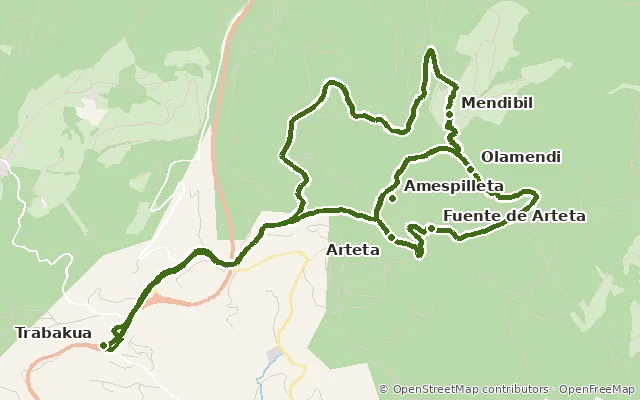 Mendibil
Olamendi
Amespilleta
Fuente de Arteta
Arteta
Trabakua
© OpenStreetMap contributors · OpenFreeMap